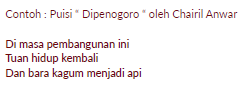 Contoh : Puisi " Dipenogoro " oleh Chairil Anwar
Di masa pembangunan ini
Tuan hidup kembali
Dan bara kagum menjadi api